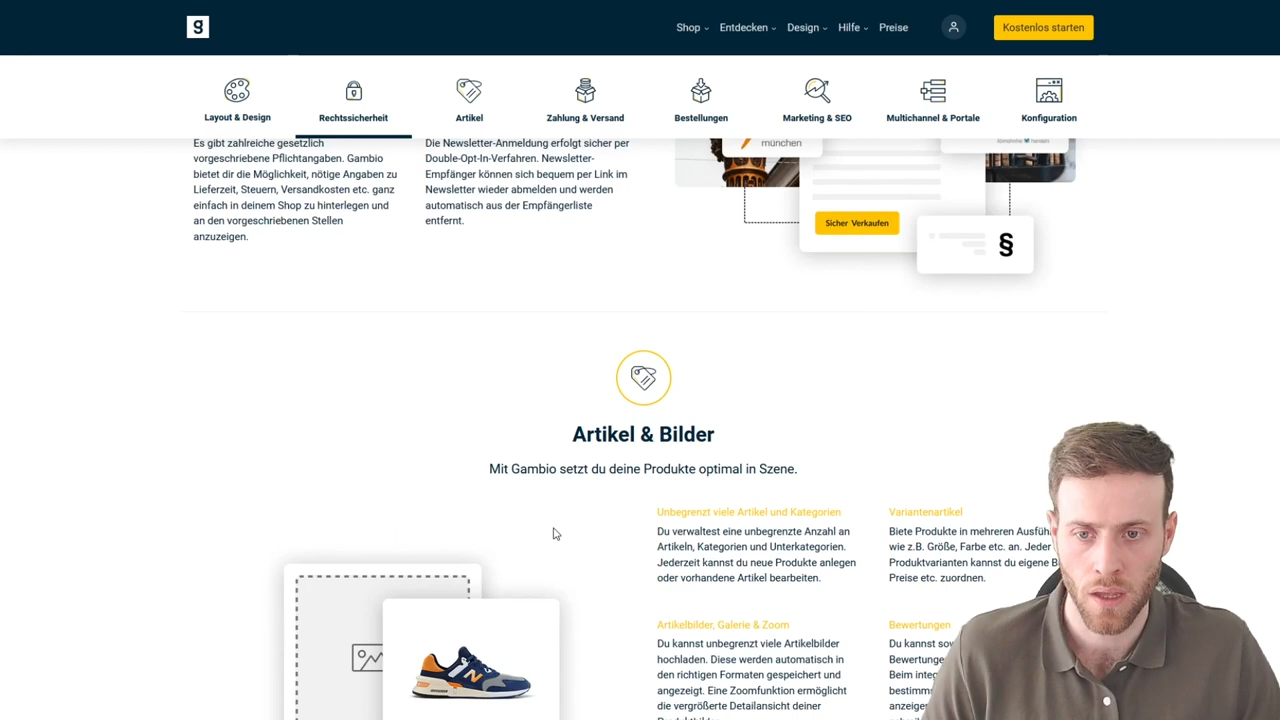 g
Shop
Entdecken
Design
Hilfe
Preise
Kostenlos starten
Layout & Design
Rechtssicherheit
Artikel
Zahlung & Versand
Bestellungen
Marketing & SEO
Multichannel & Portale
Konfiguration
Es gibt zahlreiche gesetzlich
vorgeschriebene Pflichtangaben. Gambio
bietet dir die Möglichkeit, nötige Angaben zu
Lieferzeit, Steuern, Versandkosten etc. ganz
einfach in deinem Shop zu hinterlegen und
an den vorgeschriebenen Stellen
anzuzeigen.
Die Newsletter-Anmeldung erfolgt sicher per
Double-Opt-In-Verfahren. Newsletter-
Empfänger können sich bequem per Link im
Newsletter wieder abmelden und werden
automatisch aus der Empfängerliste
entfernt.
münchen
Sicher Verkaufen
§
Artikel & Bilder
Mit Gambio setzt du deine Produkte optimal in Szene.
Unbegrenzt viele Artikel und Kategorien
Du verwaltest eine unbegrenzte Anzahl an
Artikeln, Kategorien und Unterkategorien.
Jederzeit kannst du neue Produkte anlegen
oder vorhandene Artikel bearbeiten.
Variantenartikel
Biete Produkte in mehreren Ausfüh
wie z.B. Größe, Farbe etc. an. Jeder
Produktvarianten kannst du eigene B
Preise etc. zuordnen.
Artikelbilder, Galerie & Zoom
Du kannst unbegrenzt viele Artikelbilder
hochladen. Diese werden automatisch in
den richtigen Formaten gespeichert und
angezeigt. Eine Zoomfunktion ermöglicht
die vergrößerte Detailansicht deiner
Bewertungen
Du kannst sow
Bewertunge
Beim integ
bestimm
anzeige
N